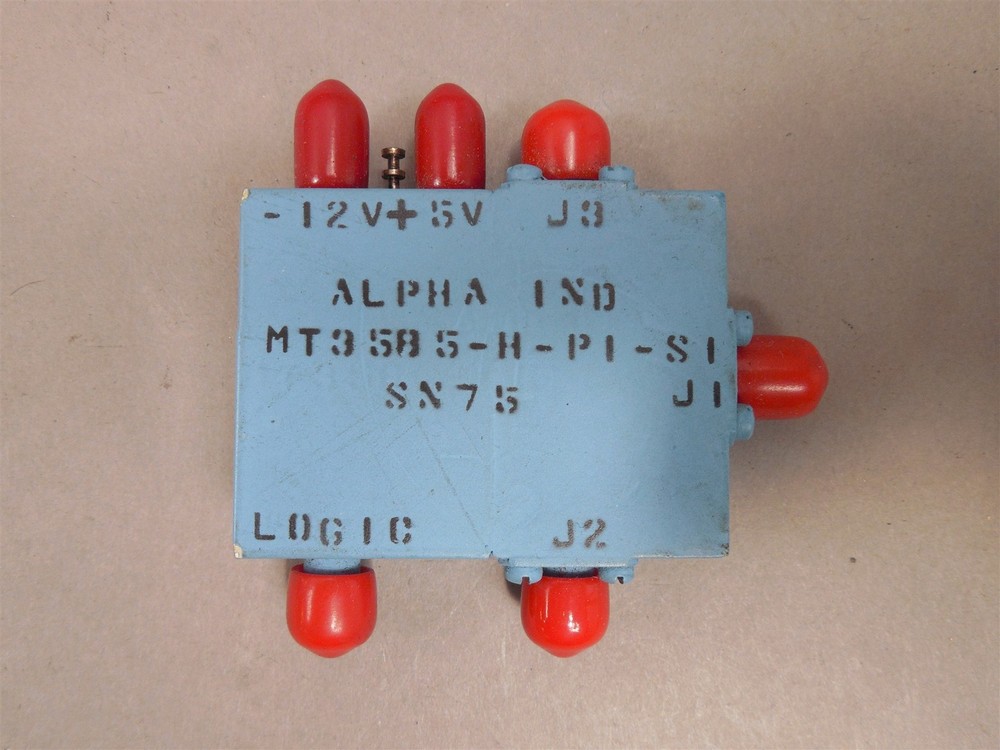 -12V+5V J3
ALPHA IND
MT3585-H-P1-S1
SN75 J1
LOGIC J2